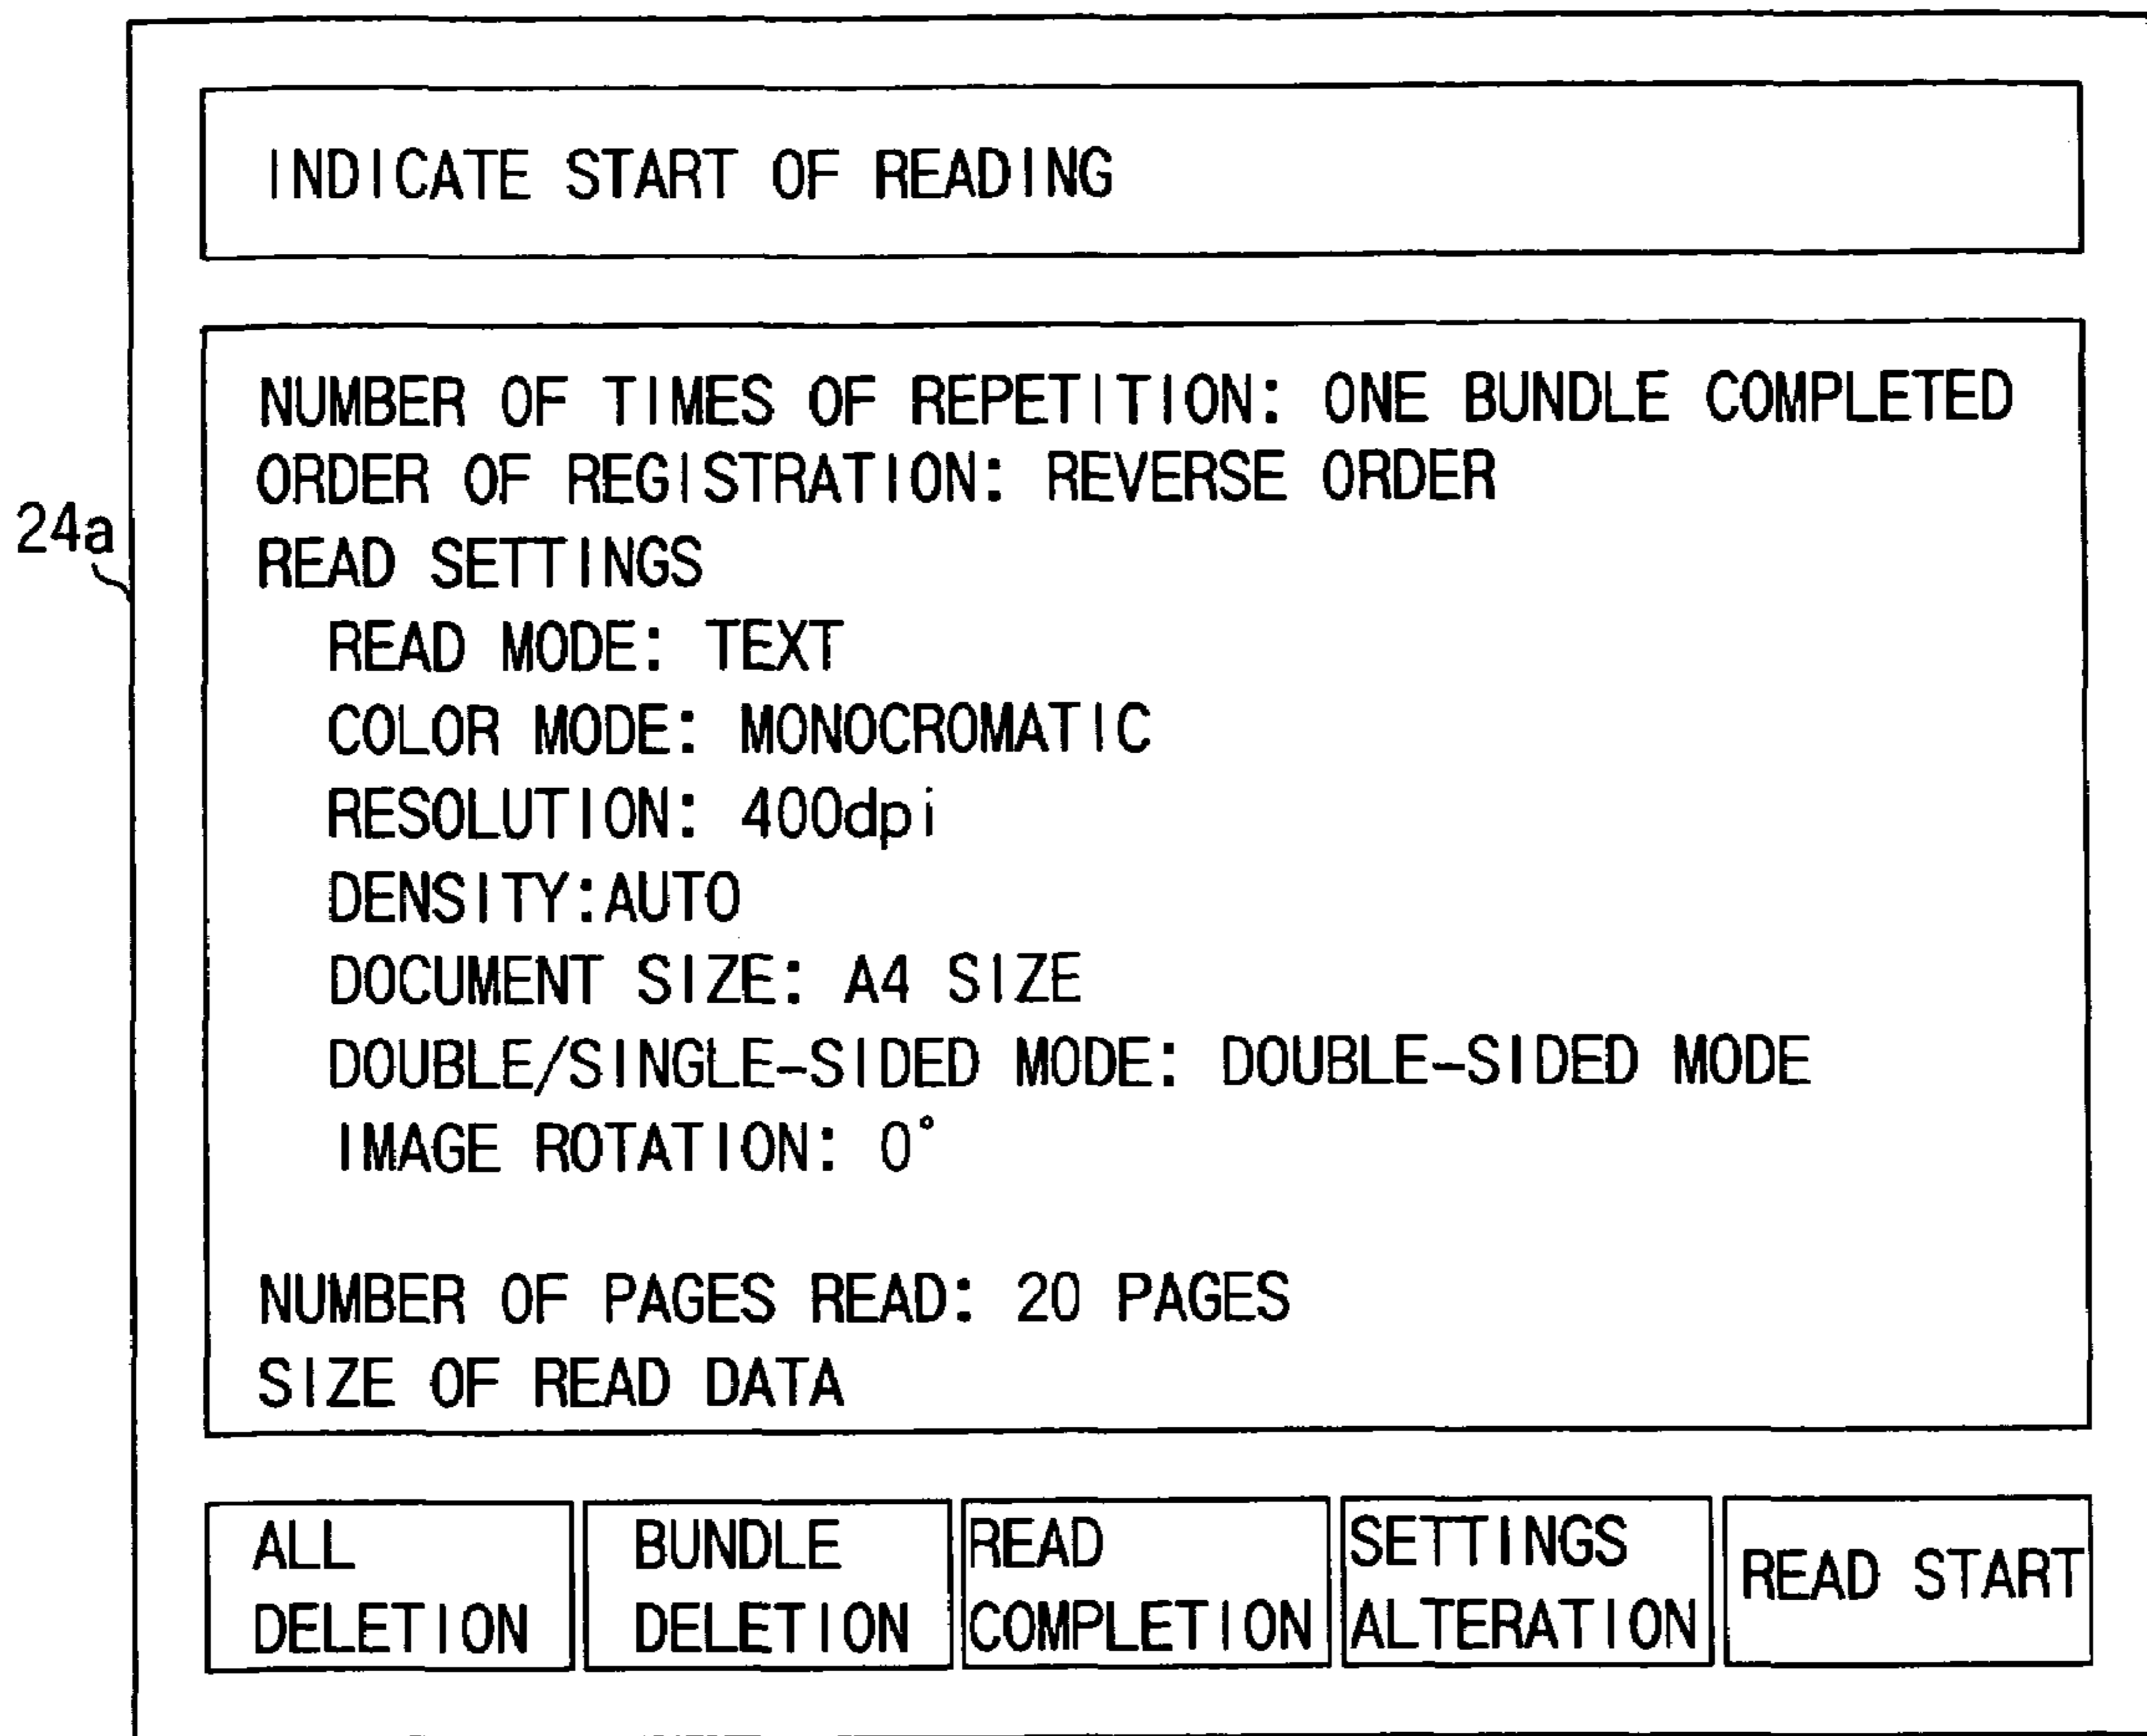 INDICATE START OF READING
NUMBER OF TIMES OF REPETITION: ONE BUNDLE COMPLETED
ORDER OF REGISTRATION: REVERSE ORDER
24a
READ SETTINGS
READ MODE: TEXT
COLOR MODE: MONOCROMATIC
RESOLUTION: 400dpi
DENSITY:AUTO
DOCUMENT SIZE: A4 SIZE
DOUBLE/SINGLE-SIDED MODE: DOUBLE-SIDED MODE
IMAGE ROTATION: 0°
NUMBER OF PAGES READ: 20 PAGES
SIZE OF READ DATA
ALL
DELETION
BUNDLE
DELETION
READ
COMPLETION
SETTINGS
ALTERATION
READ START